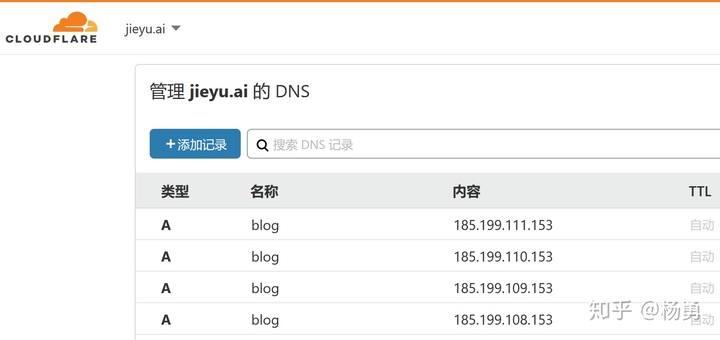 CLOUDFLARE
jieyu.ai
管理 jieyu.ai 的 DNS
+添加记录 搜索 DNS 记录
类型 名称 内容 TTL
A blog 185.199.111.153 自动
A blog 185.199.110.153 自动
A blog 185.199.109.153 自动
A blog 185.199.108.153 自动
知乎 @杨勇